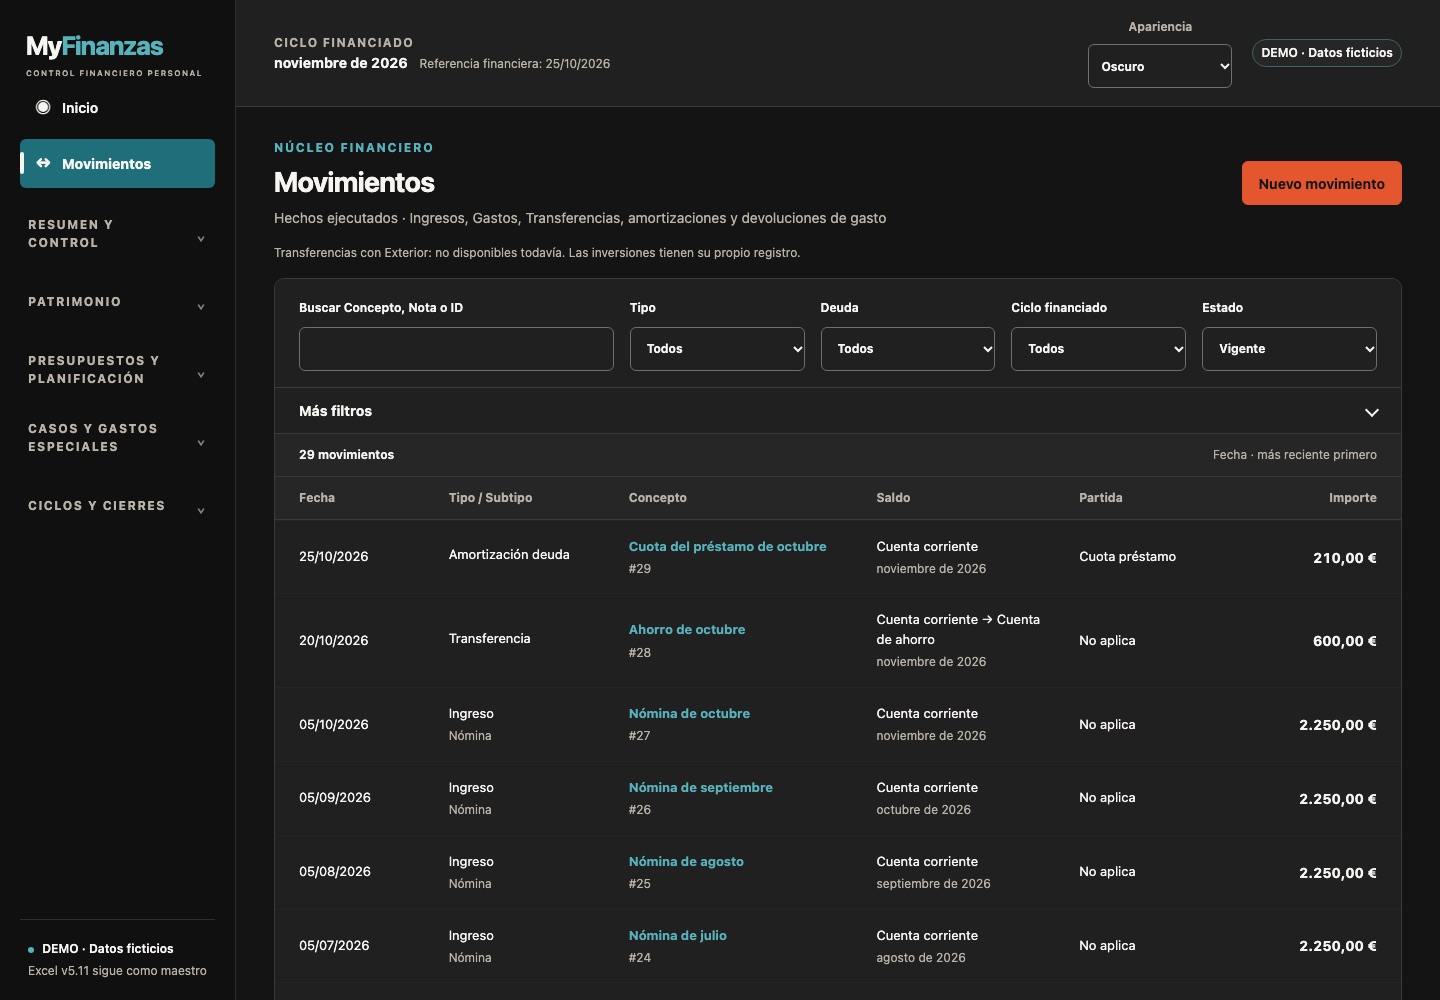 MyFinanzas
CONTROL FINANCIERO PERSONAL
Inicio
Movimientos
RESUMEN Y
CONTROL
PATRIMONIO
PRESUPUESTOS Y
PLANIFICACIÓN
CASOS Y GASTOS
ESPECIALES
CICLOS Y CIERRES
DEMO · Datos ficticios
Excel v5.11 sigue como maestro
CICLO FINANCIADO
noviembre de 2026 Referencia financiera: 25/10/2026
Apariencia
Oscuro
DEMO · Datos ficticios
NÚCLEO FINANCIERO
Movimientos
Hechos ejecutados · Ingresos, Gastos, Transferencias, amortizaciones y devoluciones de gasto
Nuevo movimiento
Transferencias con Exterior: no disponibles todavía. Las inversiones tienen su propio registro.
Buscar Concepto, Nota o ID Tipo Deuda Ciclo financiado Estado
Todos Todos Todos Vigente
Más filtros
29 movimientos Fecha · más reciente primero
Fecha Tipo / Subtipo Concepto Saldo Partida Importe
25/10/2026 Amortización deuda Cuota del préstamo de octubre Cuenta corriente Cuota préstamo 210,00 €
#29 noviembre de 2026
20/10/2026 Transferencia Ahorro de octubre Cuenta corriente → Cuenta No aplica 600,00 €
de ahorro
#28 noviembre de 2026
05/10/2026 Ingreso Nómina de octubre Cuenta corriente No aplica 2.250,00 €
Nómina #27 noviembre de 2026
05/09/2026 Ingreso Nómina de septiembre Cuenta corriente No aplica 2.250,00 €
Nómina #26 octubre de 2026
05/08/2026 Ingreso Nómina de agosto Cuenta corriente No aplica 2.250,00 €
Nómina #25 septiembre de 2026
05/07/2026 Ingreso Nómina de julio Cuenta corriente No aplica 2.250,00 €
Nómina #24 agosto de 2026